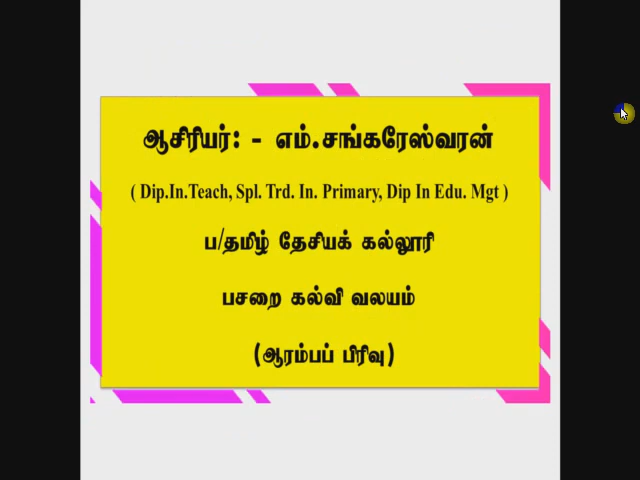 ஆசிரியர்: - எம்.சங்கரேஸ்வரன்
( Dip.In.Teach, Spl. Trd. In. Primary, Dip In Edu. Mgt )
ப/தமிழ் தேசியக் கல்லூரி
பசறை கல்வி வலயம்
(ஆரம்பப் பிரிவு)